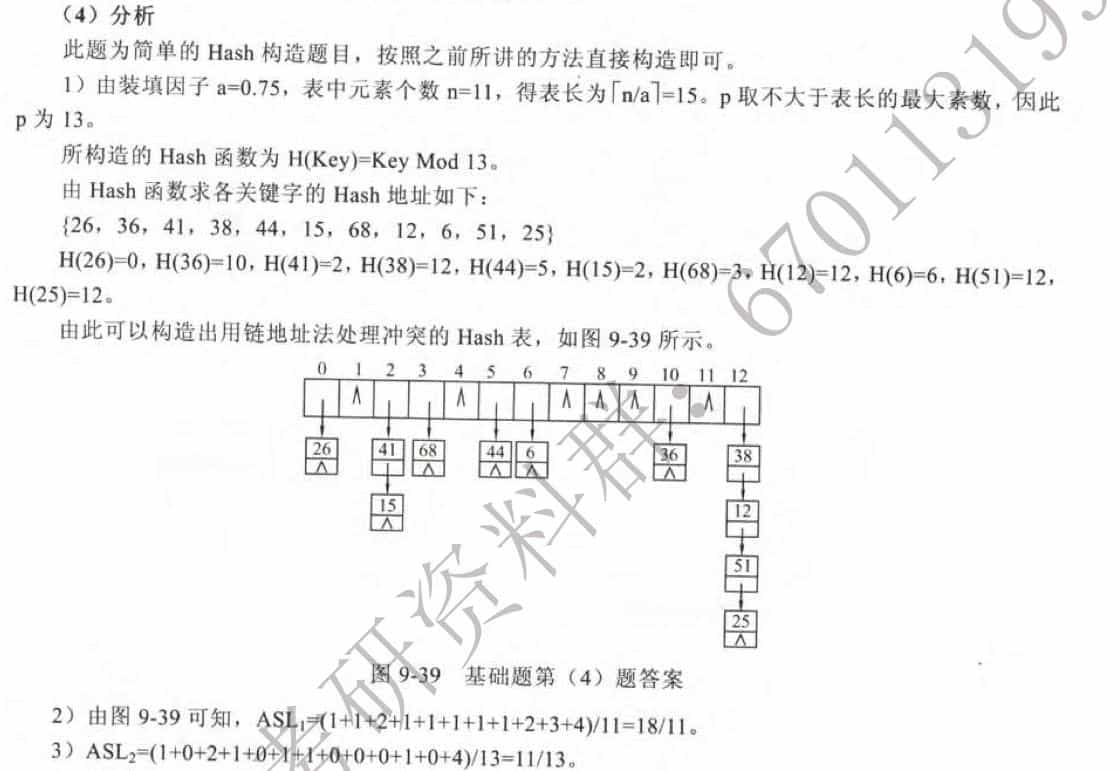 （4）分析
此题为简单的 Hash 构造题目，按照之前所讲的方法直接构造即可。
1）由装填因子 a=0.75，表中元素个数 n=11，得表长为⌈n/a⌉=15。p 取不大于表长的最大素数，因此
p 为 13。
所构造的 Hash 函数为 H(Key)=Key Mod 13。
由 Hash 函数求各关键字的 Hash 地址如下：
{26，36，41，38，44，15，68，12，6，51，25}
H(26)=0，H(36)=10，H(41)=2，H(38)=12，H(44)=5，H(15)=2，H(68)=3，H(12)=12，H(6)=6，H(51)=12，
H(25)=12。
由此可以构造出用链地址法处理冲突的 Hash 表，如图 9-39 所示。
0 1 2 3 4 5 6 7 8 9 10 11 12
∧ ∧ ∧ ∧ ∧ ∧
26 41 68 44 6 36 38
∧ ∧ ∧ ∧ ∧
15 12
∧
51
25
∧
图 9-39 基础题第（4）题答案
2）由图 9-39 可知，ASL₁=(1+1+2+1+1+1+1+1+2+3+4)/11=18/11。
3）ASL₂=(1+0+2+1+0+1+1+0+0+0+1+0+4)/13=11/13。
考研资料群：67011319